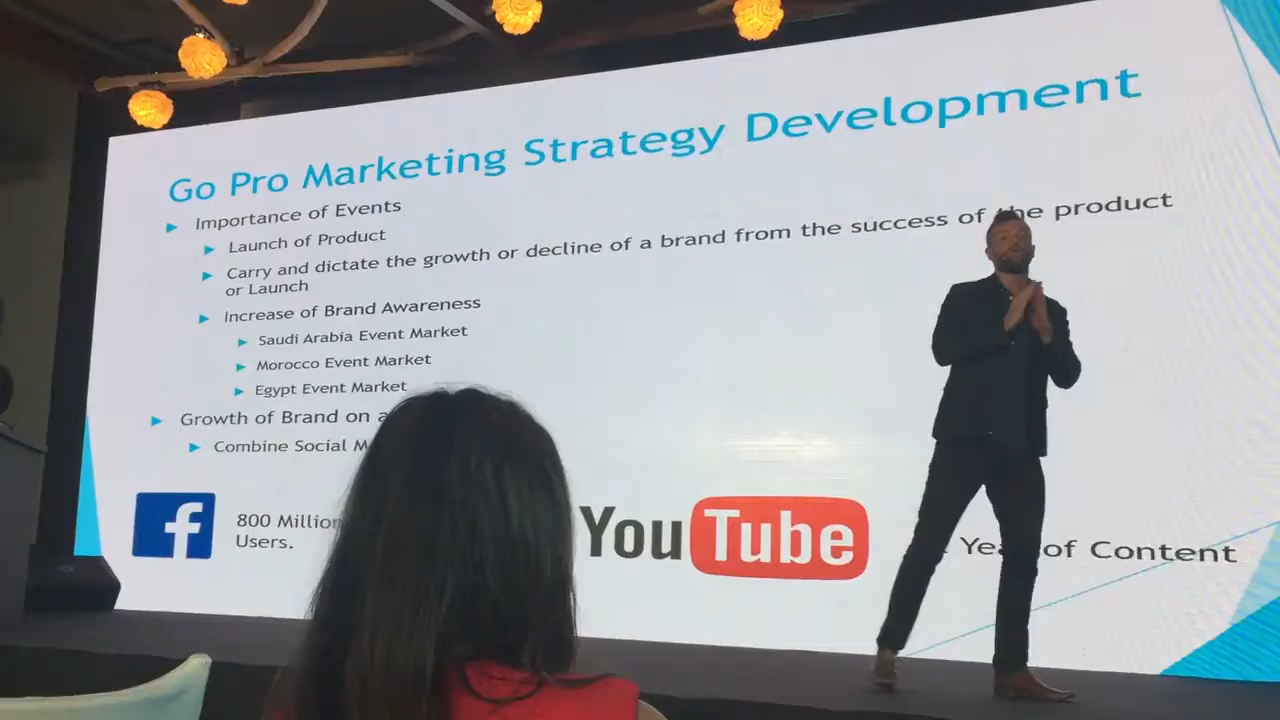 Go Pro Marketing Strategy Development
Importance of Events
Launch of Product
Carry and dictate the growth or decline of a brand from the success of the product
or Launch
Increase of Brand Awareness
Saudi Arabia Event Market
Morocco Event Market
Egypt Event Market
Growth of Brand on
Combine Social
f
800 Million
Users.
YouTube
of Content